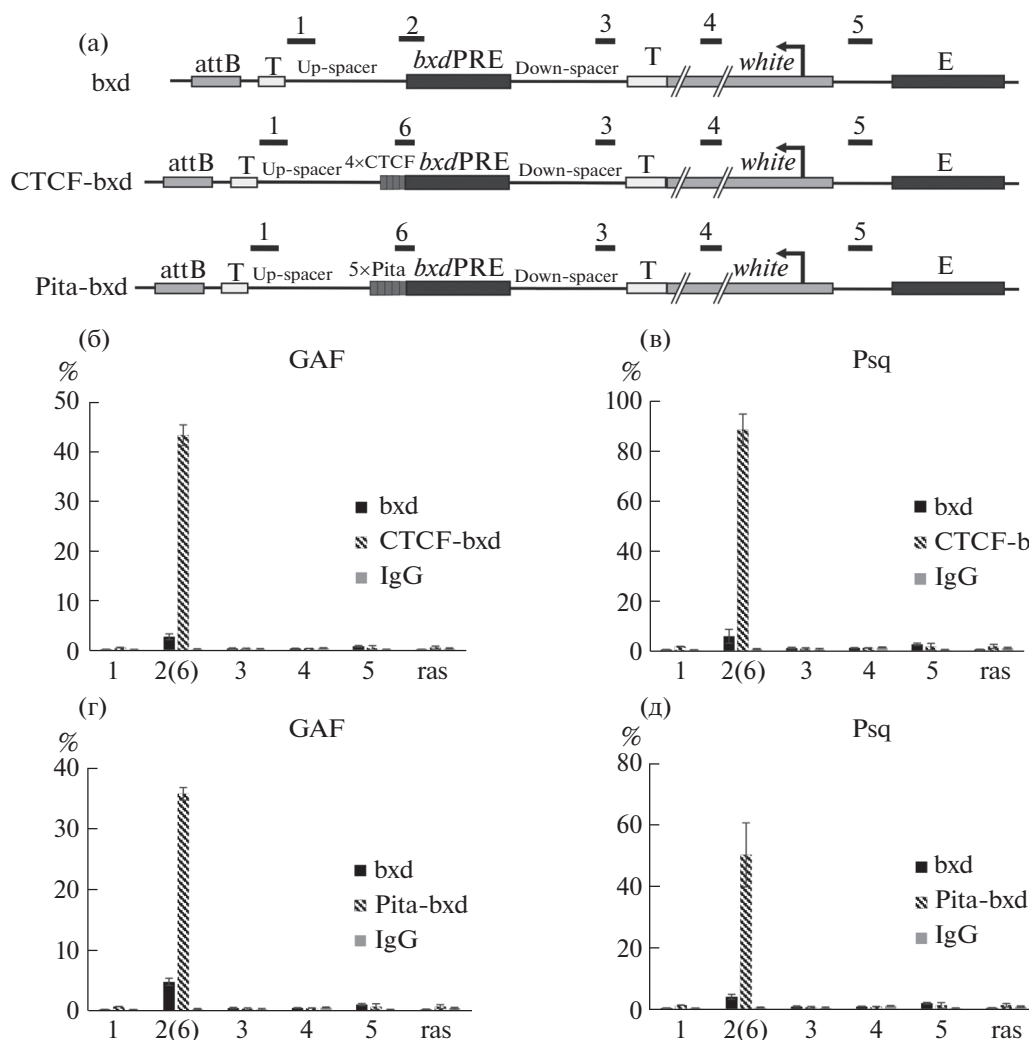 (а)
1 2 3 4 5
attB T Up-spacer bxdPRE Down-spacer T white E
bxd
1 6 3 4 5
attB T Up-spacer 4×CTCF bxdPRE Down-spacer T white E
CTCF-bxd
1 6 3 4 5
attB T Up-spacer 5×Pita bxdPRE Down-spacer T white E
Pita-bxd
(б)
GAF
%
50
40
30
20
10
0
1 2(6) 3 4 5 ras
bxd
CTCF-bxd
IgG
(в)
Psq
%
100
80
60
40
20
0
1 2(6) 3 4 5 ras
bxd
CTCF-b
IgG
(г)
GAF
%
40
30
20
10
0
1 2(6) 3 4 5 ras
bxd
Pita-bxd
IgG
(д)
Psq
%
80
60
40
20
0
1 2(6) 3 4 5 ras
bxd
Pita-bxd
IgG